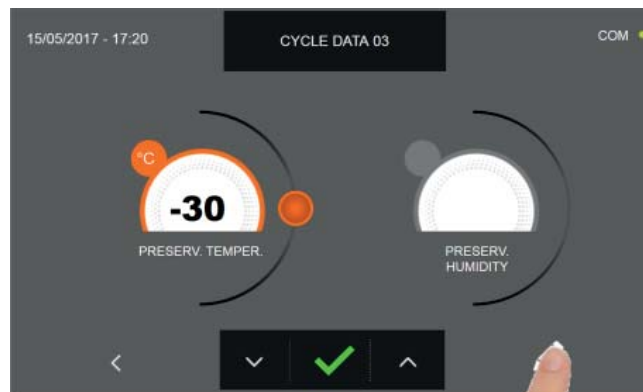 15/05/2017 - 17:20
CYCLE DATA 03
COM
°C
-30
PRESERV. TEMPER.
PRESERV.
HUMIDITY